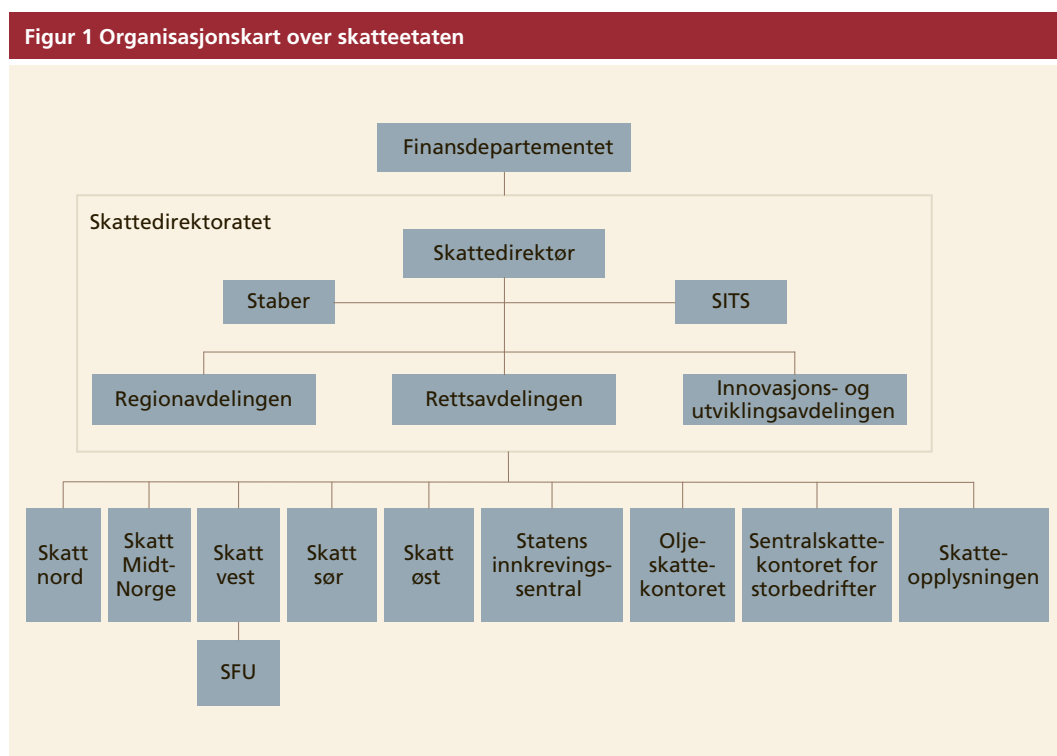 Figur 1 Organisasjonskart over skatteetaten
Finansdepartementet
Skattedirektoratet
Skattedirektør
Staber
SITS
Regionavdelingen
Rettsavdelingen
Innovasjons- og
utviklingsavdelingen
Skatt
nord
Skatt
Midt-
Norge
Skatt
vest
Skatt
sør
Skatt
øst
Statens
innkrevings-
sentral
Olje-
skatte-
kontoret
Sentralskatte-
kontoret for
storbedrifter
Skatte-
opplysningen
SFU